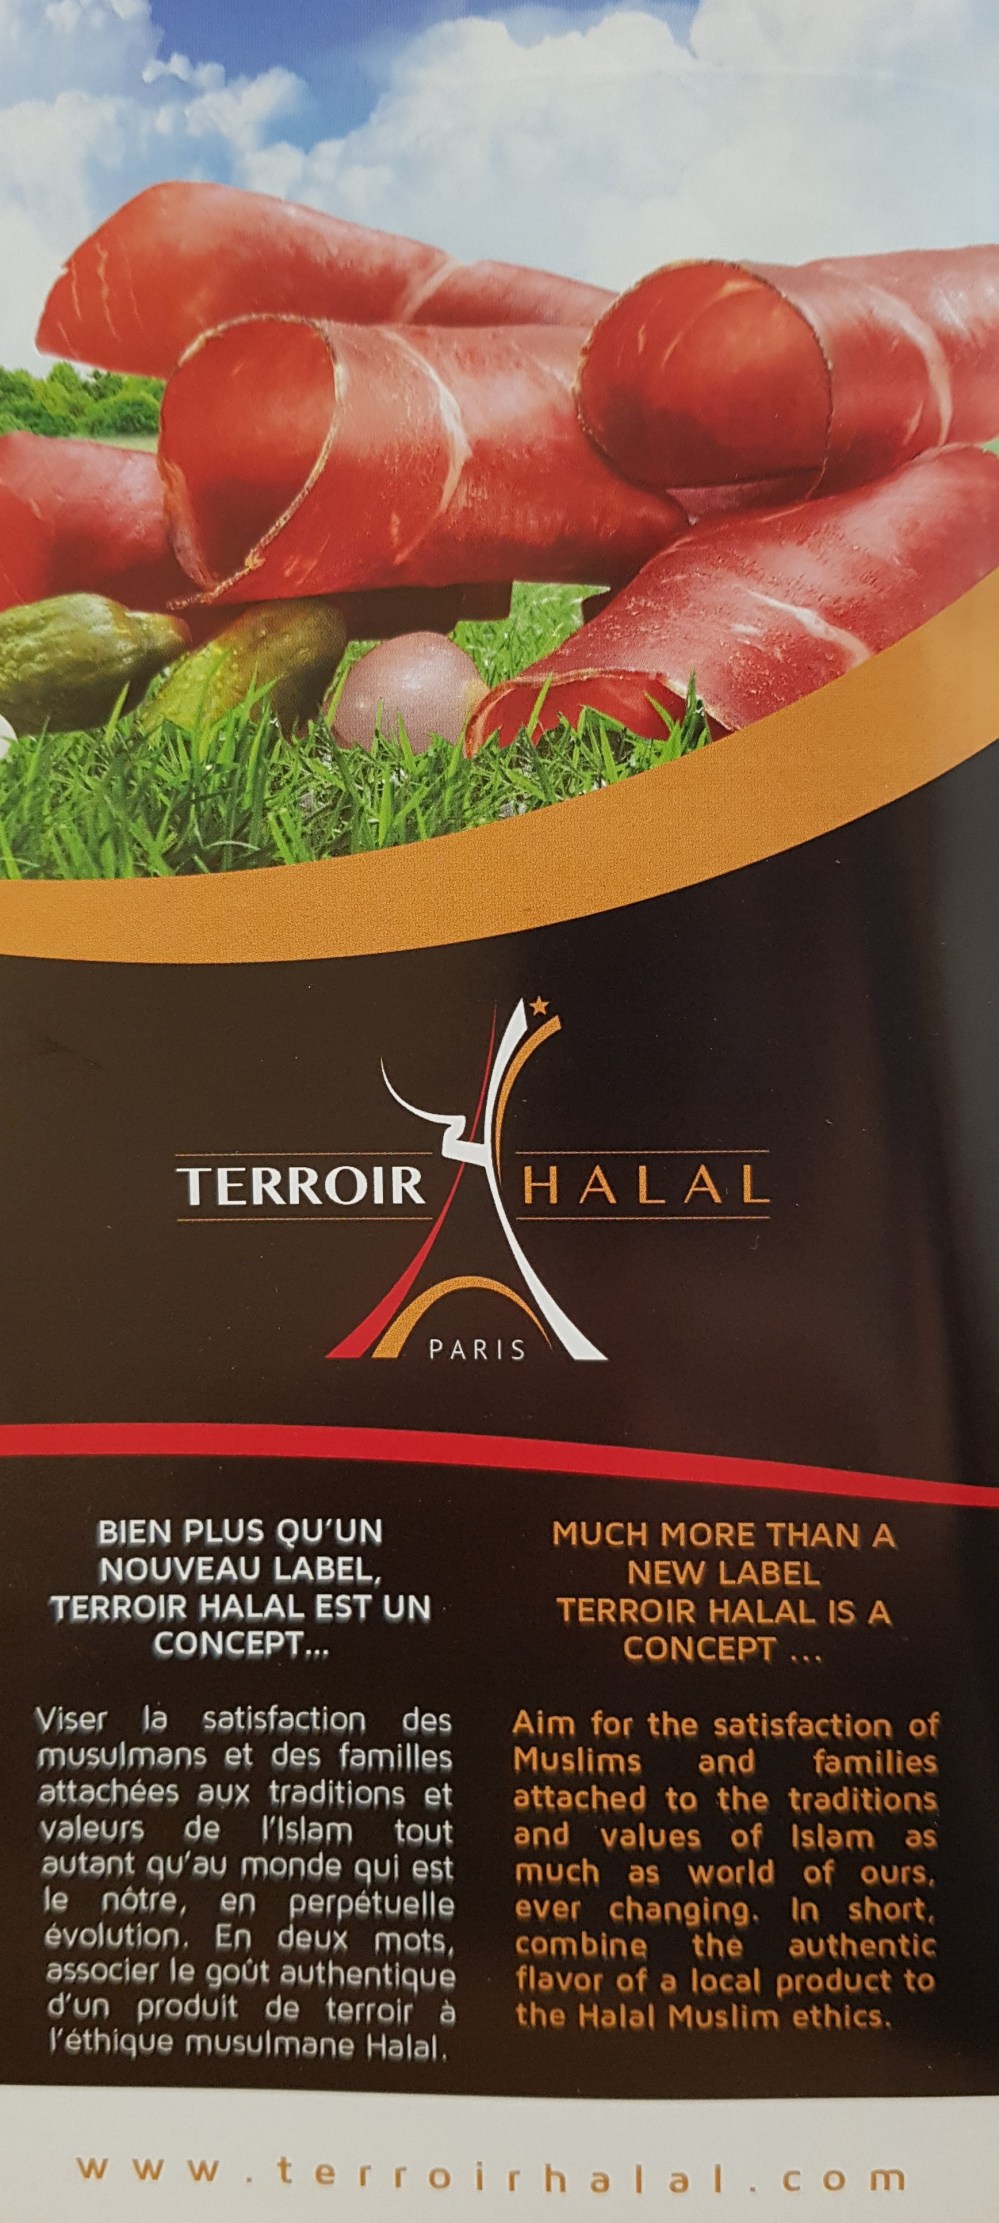 TERROIR HALAL
PARIS
BIEN PLUS QU'UN
NOUVEAU LABEL,
TERROIR HALAL EST UN
CONCEPT...
Viser la satisfaction des
musulmans et des familles
attachées aux traditions et
valeurs de l'Islam tout
autant qu'au monde qui est
le nôtre, en perpétuelle
évolution. En deux mots,
associer le goût authentique
d'un produit de terroir à
l'éthique musulmane Halal.
MUCH MORE THAN A
NEW LABEL
TERROIR HALAL IS A
CONCEPT ...
Aim for the satisfaction of
Muslims and families
attached to the traditions
and values of Islam as
much as world of ours,
ever changing. In short,
combine the authentic
flavor of a local product to
the Halal Muslim ethics.
www.terroirhalal.com